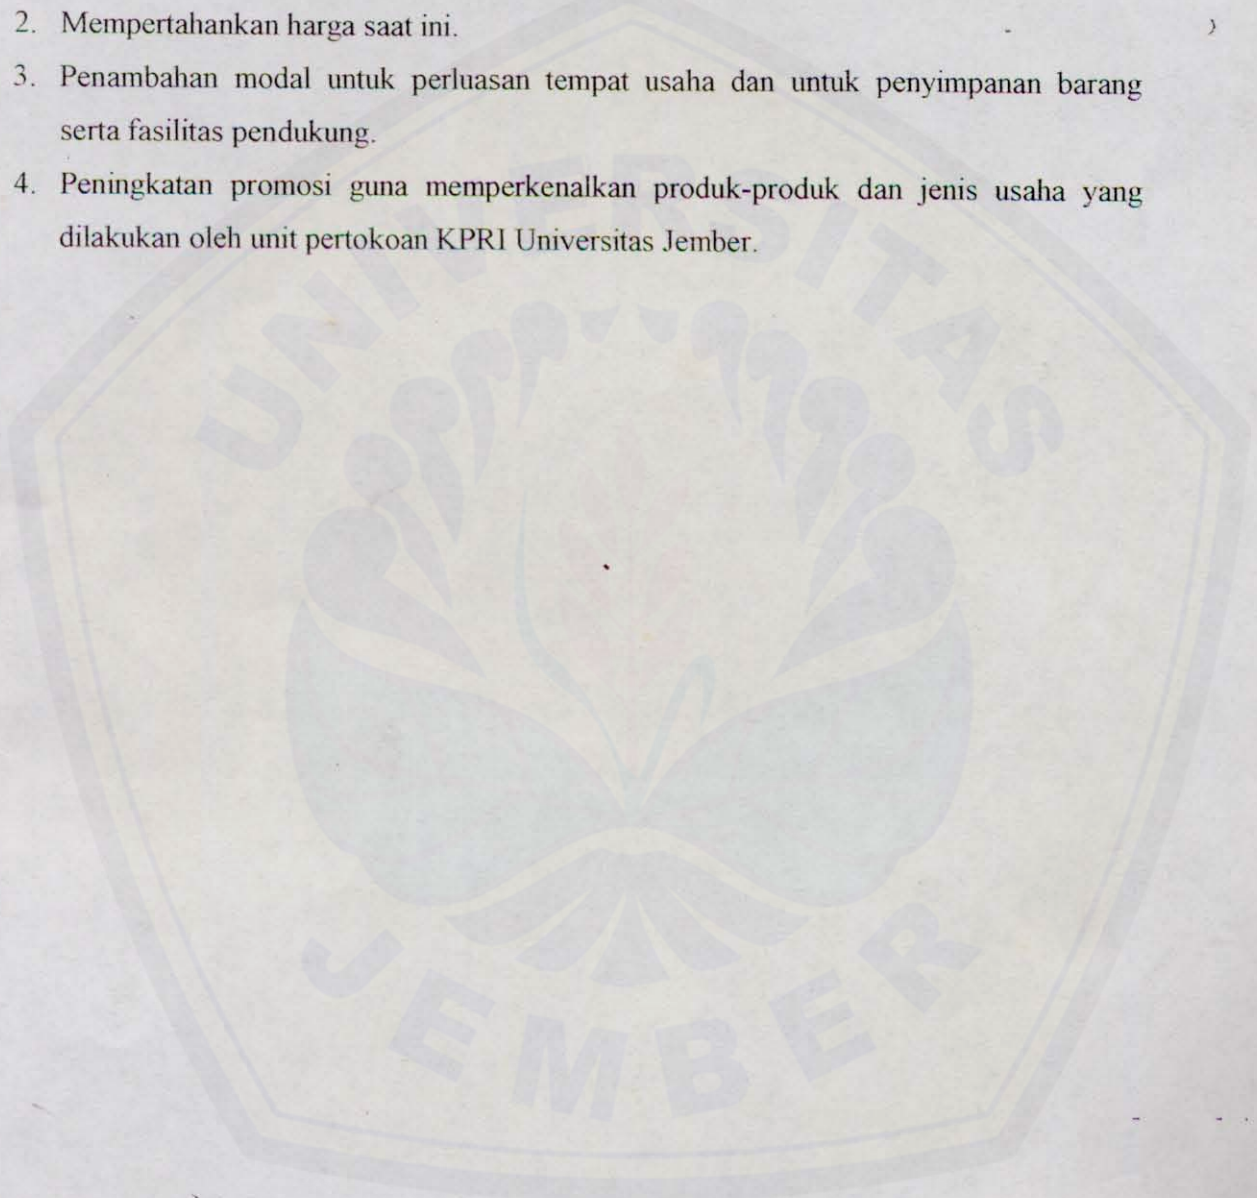 2. Mempertahankan harga saat ini.
3. Penambahan modal untuk perluasan tempat usaha dan untuk penyimpanan barang
serta fasilitas pendukung.
4. Peningkatan promosi guna memperkenalkan produk-produk dan jenis usaha yang
dilakukan oleh unit pertokoan KPRI Universitas Jember.
UNIVERSITAS
JEMBER